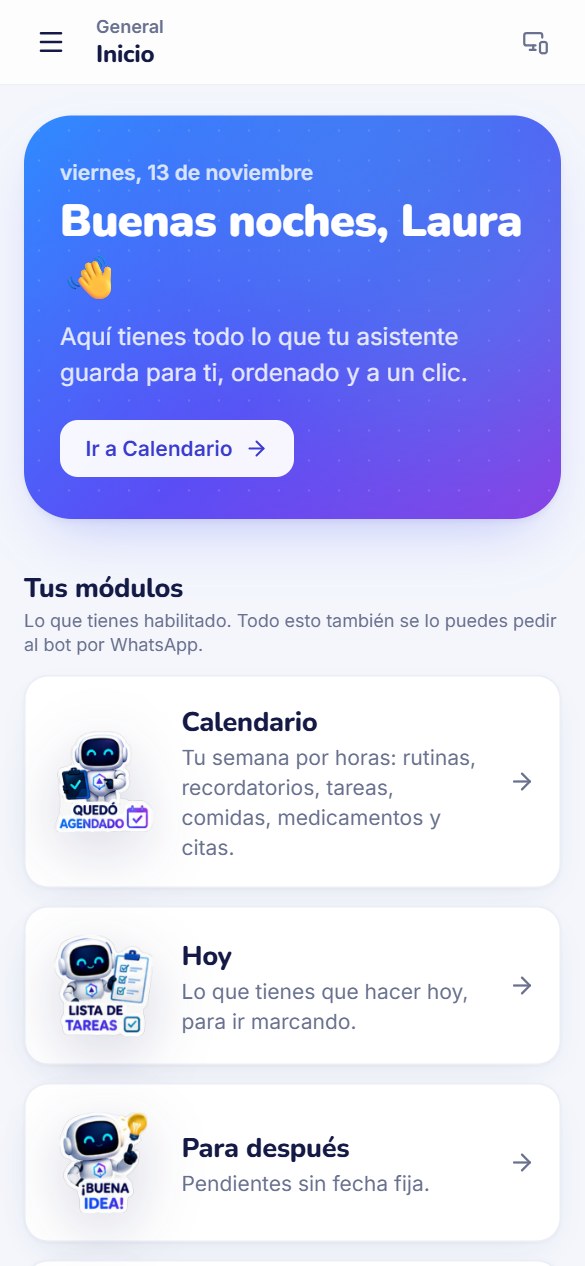 General
Inicio
viernes, 13 de noviembre
Buenas noches, Laura
👋
Aquí tienes todo lo que tu asistente
guarda para ti, ordenado y a un clic.
Ir a Calendario →
Tus módulos
Lo que tienes habilitado. Todo esto también se lo puedes pedir
al bot por WhatsApp.
QUEDÓ
AGENDADO
Calendario
Tu semana por horas: rutinas,
recordatorios, tareas,
comidas, medicamentos y
citas.
LISTA DE
TAREAS
Hoy
Lo que tienes que hacer hoy,
para ir marcando.
¡BUENA
IDEA!
Para después
Pendientes sin fecha fija.